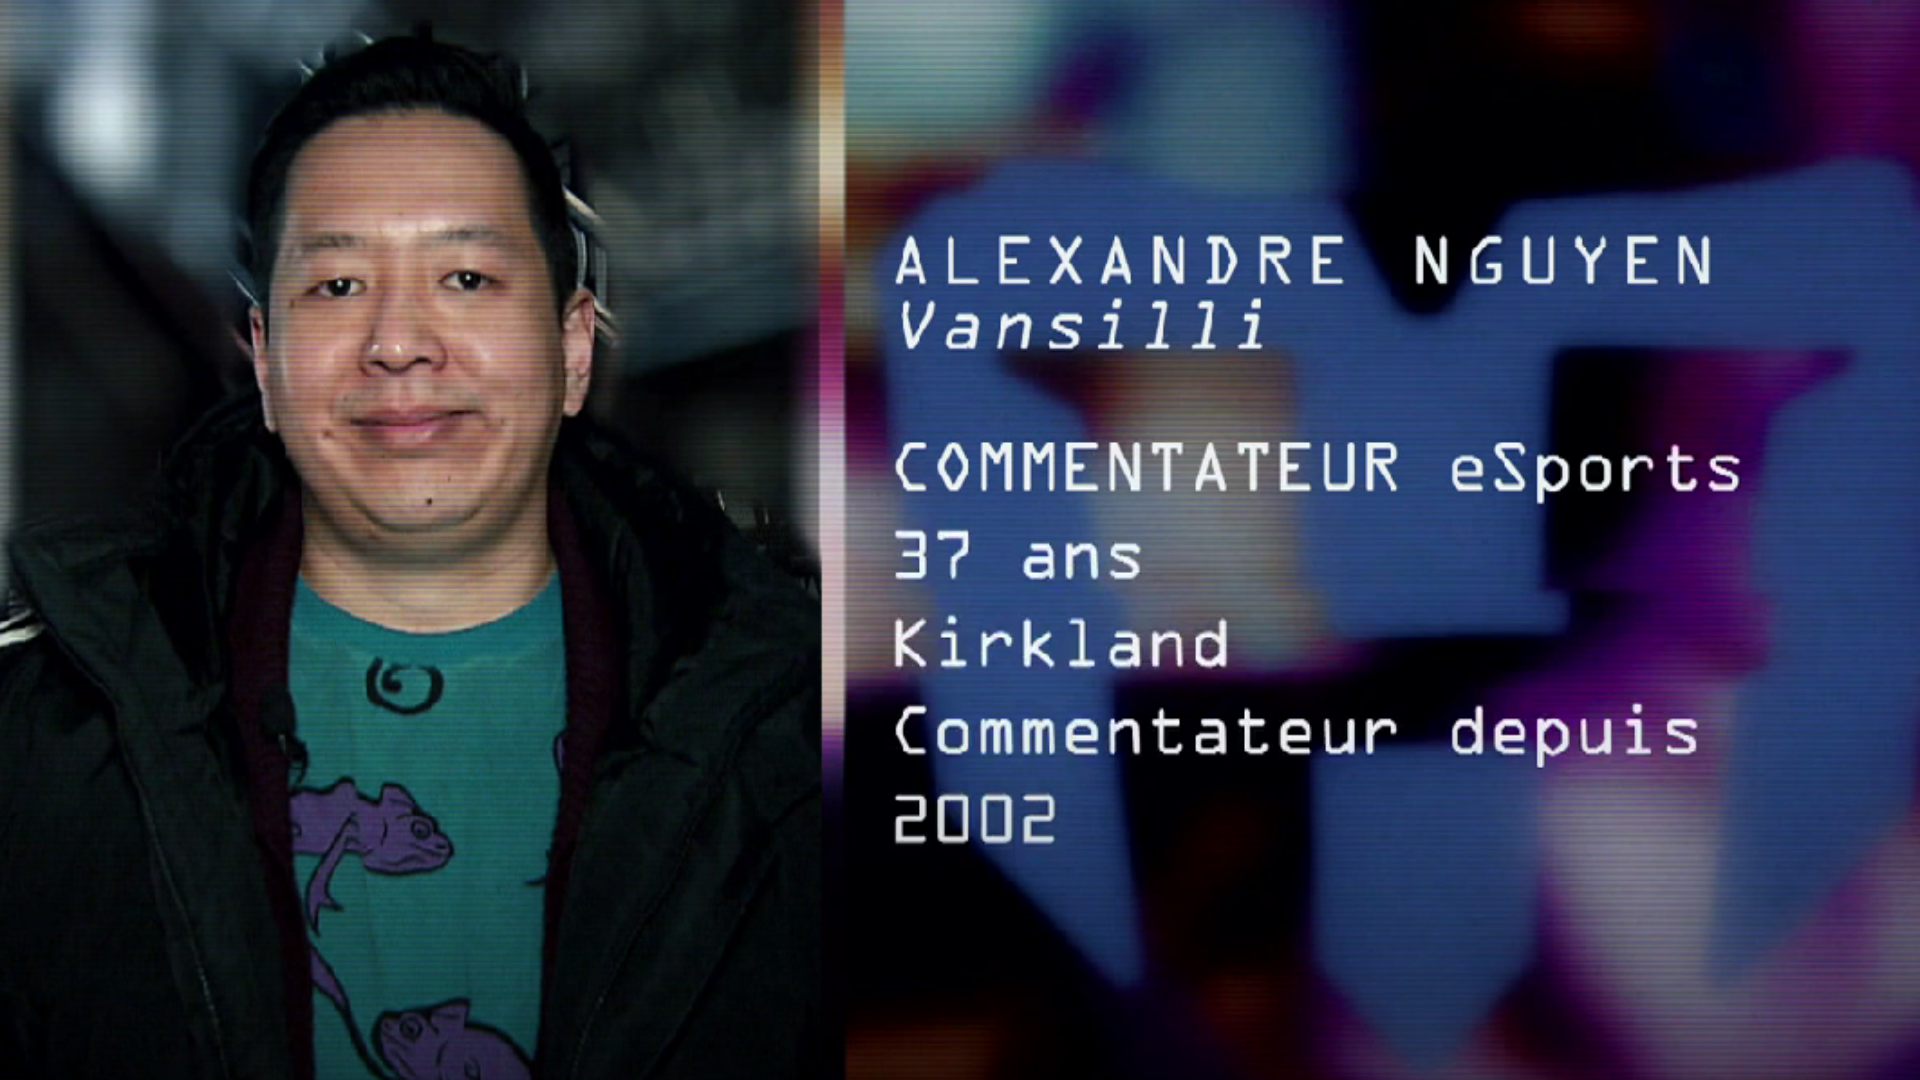 ALEXANDRE NGUYEN
Vansilli
COMMENTATEUR eSports
37 ans
Kirkland
Commentateur depuis
2002